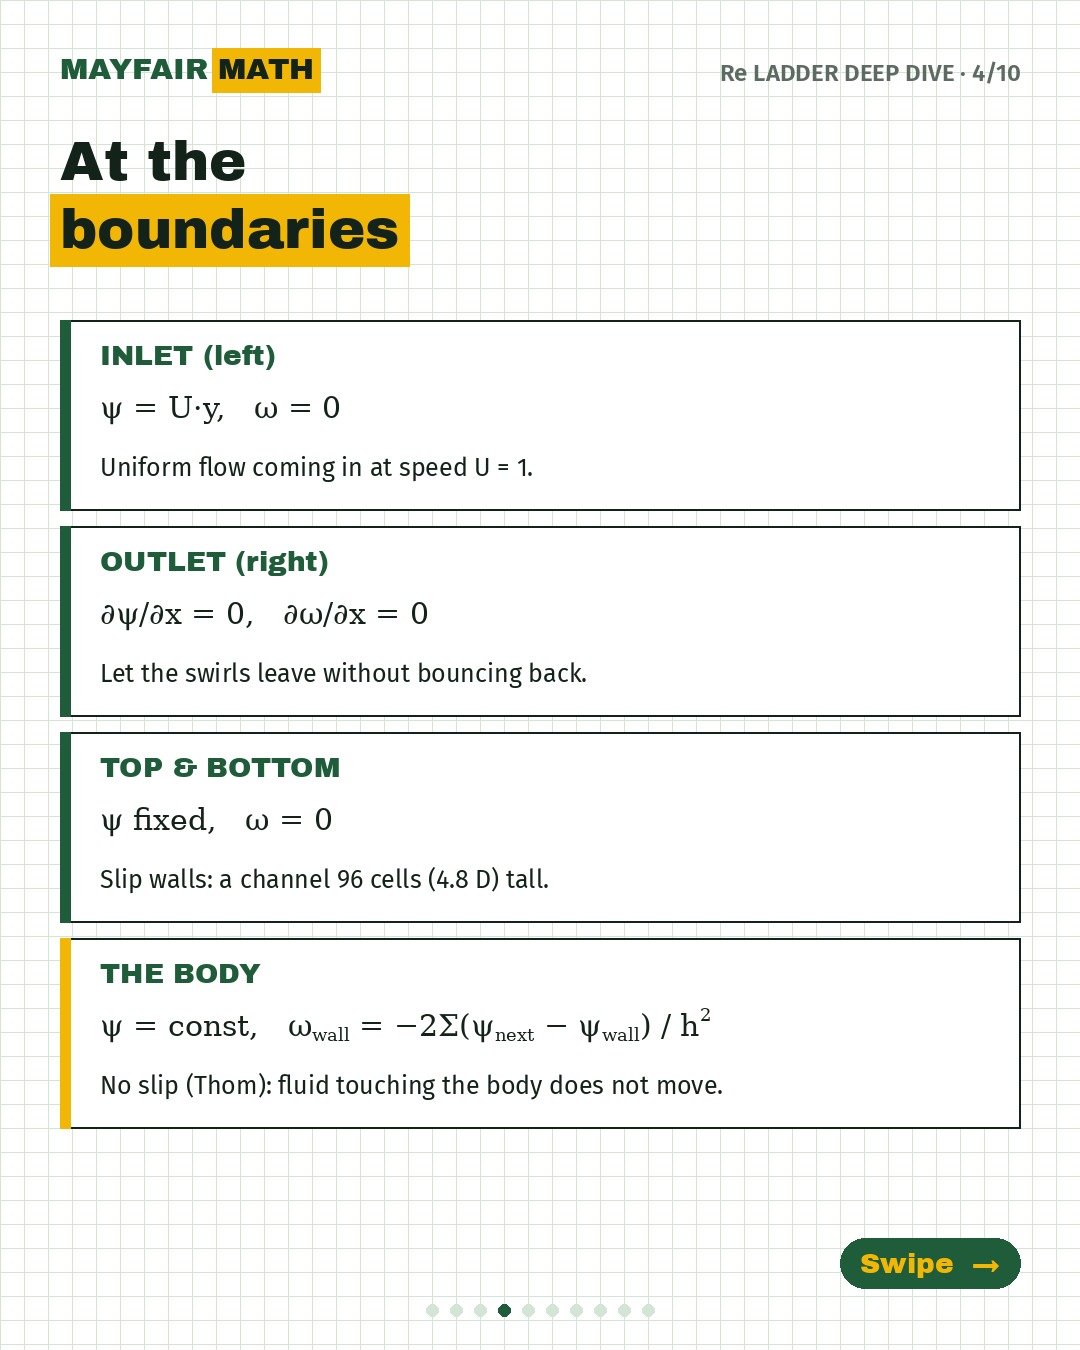 MAYFAIR MATH
Re LADDER DEEP DIVE · 4/10
At the
boundaries
INLET (left)
ψ = U·y, ω = 0
Uniform flow coming in at speed U = 1.
OUTLET (right)
∂ψ/∂x = 0, ∂ω/∂x = 0
Let the swirls leave without bouncing back.
TOP & BOTTOM
ψ fixed, ω = 0
Slip walls: a channel 96 cells (4.8 D) tall.
THE BODY
ψ = const, ω_wall = −2Σ(ψ_next − ψ_wall) / h²
No slip (Thom): fluid touching the body does not move.
Swipe →